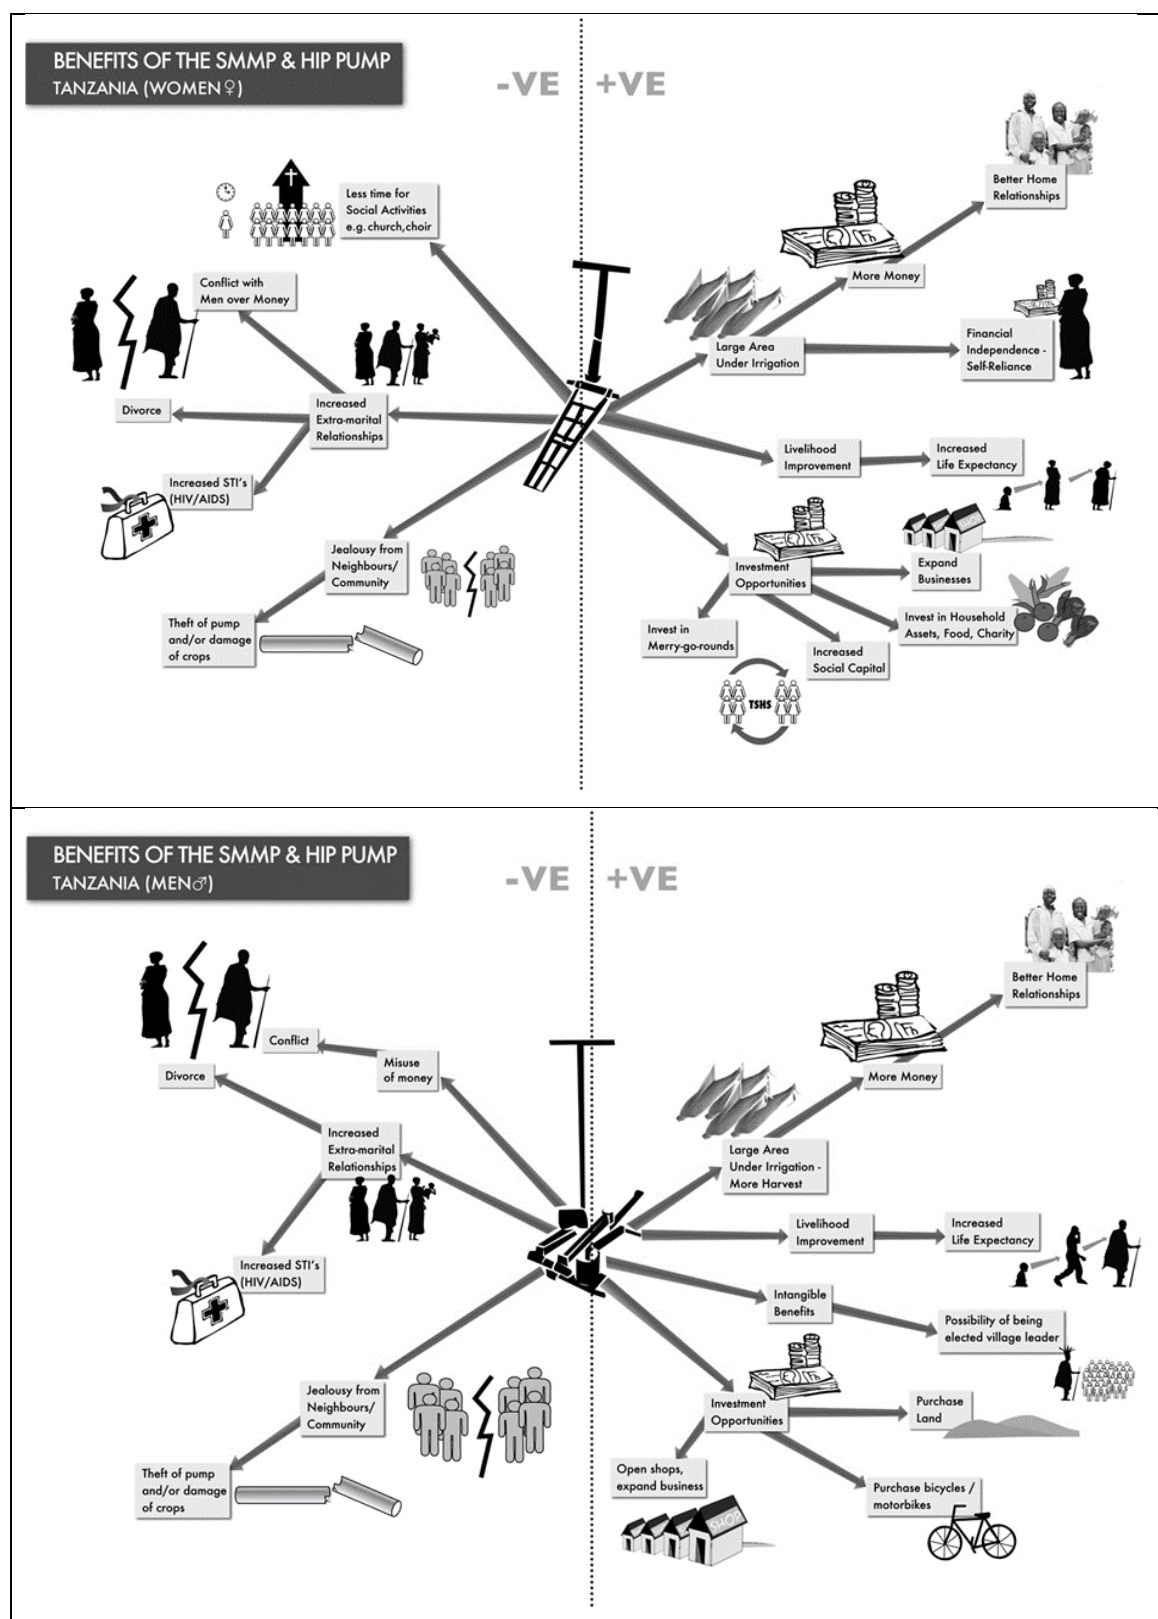 BENEFITS OF THE SMMP & HIP PUMP
TANZANIA (WOMEN♀)
-VE +VE
Less time for
Social Activities
e.g. church,choir
Conflict with
Men over Money
Divorce
Increased
Extra-marital
Relationships
Increased STI's
(HIV/AIDS)
Jealousy from
Neighbours/
Community
Theft of pump
and/or damage
of crops
Better Home
Relationships
More Money
Large Area
Under Irrigation
Financial
Independence -
Self-Reliance
Livelihood
Improvement
Increased
Life Expectancy
SHOP
Investment
Opportunities
Expand
Businesses
Invest in Household
Assets, Food, Charity
Invest in
Merry-go-rounds
Increased
Social Capital
TSHS
BENEFITS OF THE SMMP & HIP PUMP
TANZANIA (MEN♂)
-VE +VE
Conflict
Misuse
of money
Divorce
Increased
Extra-marital
Relationships
Increased STI's
(HIV/AIDS)
Jealousy from
Neighbours/
Community
Theft of pump
and/or damage
of crops
Better Home
Relationships
More Money
Large Area
Under Irrigation -
More Harvest
Livelihood
Improvement
Increased
Life Expectancy
Intangible
Benefits
Possibility of being
elected village leader
Investment
Opportunities
Purchase
Land
Open shops,
expand business
Purchase bicycles /
motorbikes
SHOP